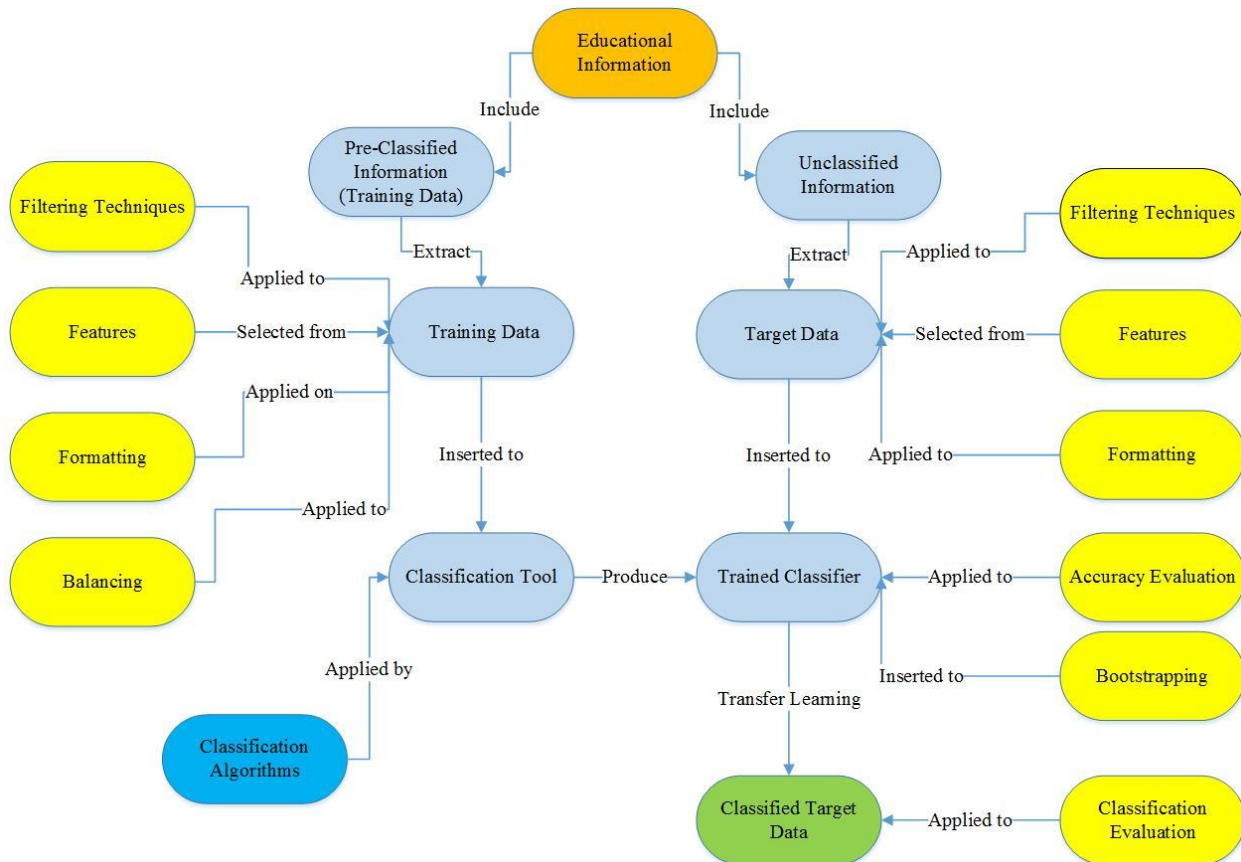 Educational
Information
Include
Include
Pre-Classified
Information
(Training Data)
Unclassified
Information
Filtering Techniques
Filtering Techniques
Extract
Extract
Applied to
Applied to
Features
Selected from
Training Data
Target Data
Selected from
Features
Applied on
Formatting
Inserted to
Inserted to
Applied to
Formatting
Applied to
Balancing
Classification Tool
Produce
Trained Classifier
Applied to
Accuracy Evaluation
Applied by
Inserted to
Bootstrapping
Transfer Learning
Classification
Algorithms
Classified Target
Data
Applied to
Classification
Evaluation